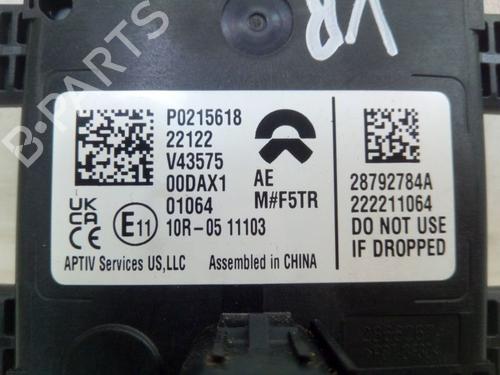 VR
P0215618
22122
V43575
00DAX1
01064
10R-05 11103
AE
M#F5TR
28792784A
222211064
DO NOT USE
IF DROPPED
UK
CA
CE
E11
APTIV Services US,LLC
Assembled in CHINA
B-PARTS